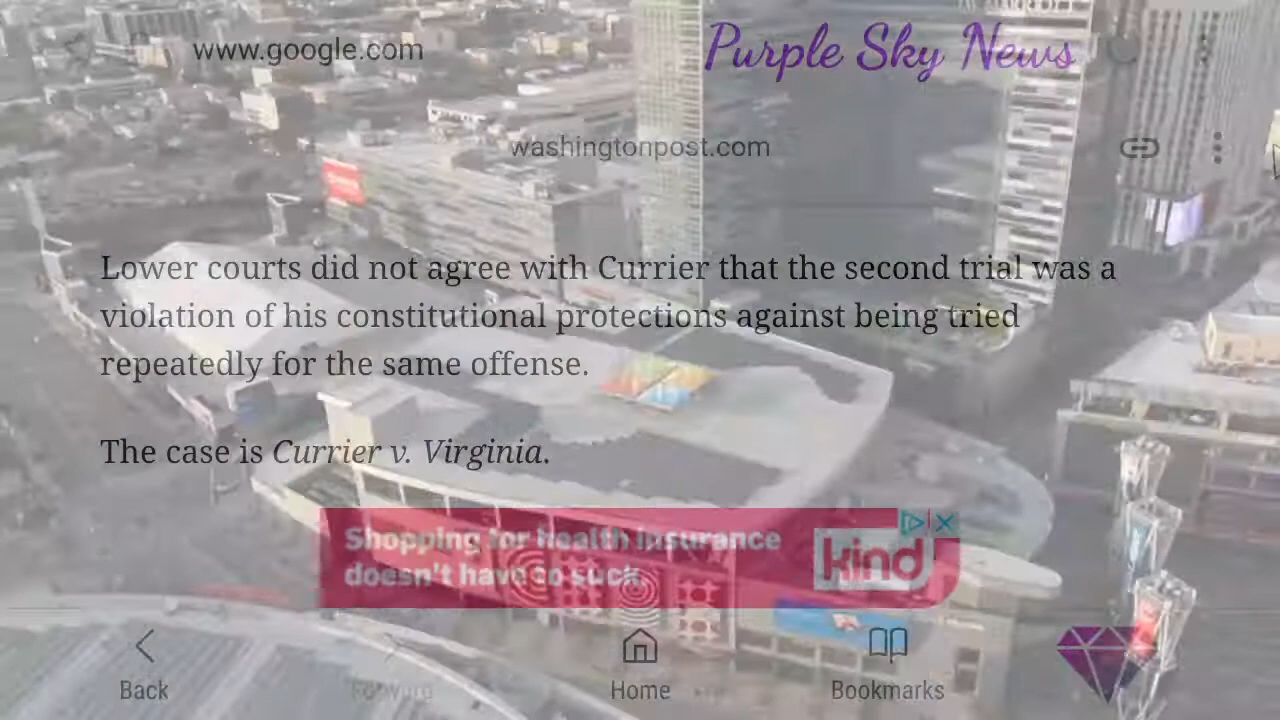 www.google.com
Purple Sky News
washingtonpost.com
Lower courts did not agree with Currier that the second trial was a
violation of his constitutional protections against being tried
repeatedly for the same offense.
The case is Currier v. Virginia.
Shopping for health insurance
doesn't have to suck.
kind
Back
Forward
Home
Bookmarks